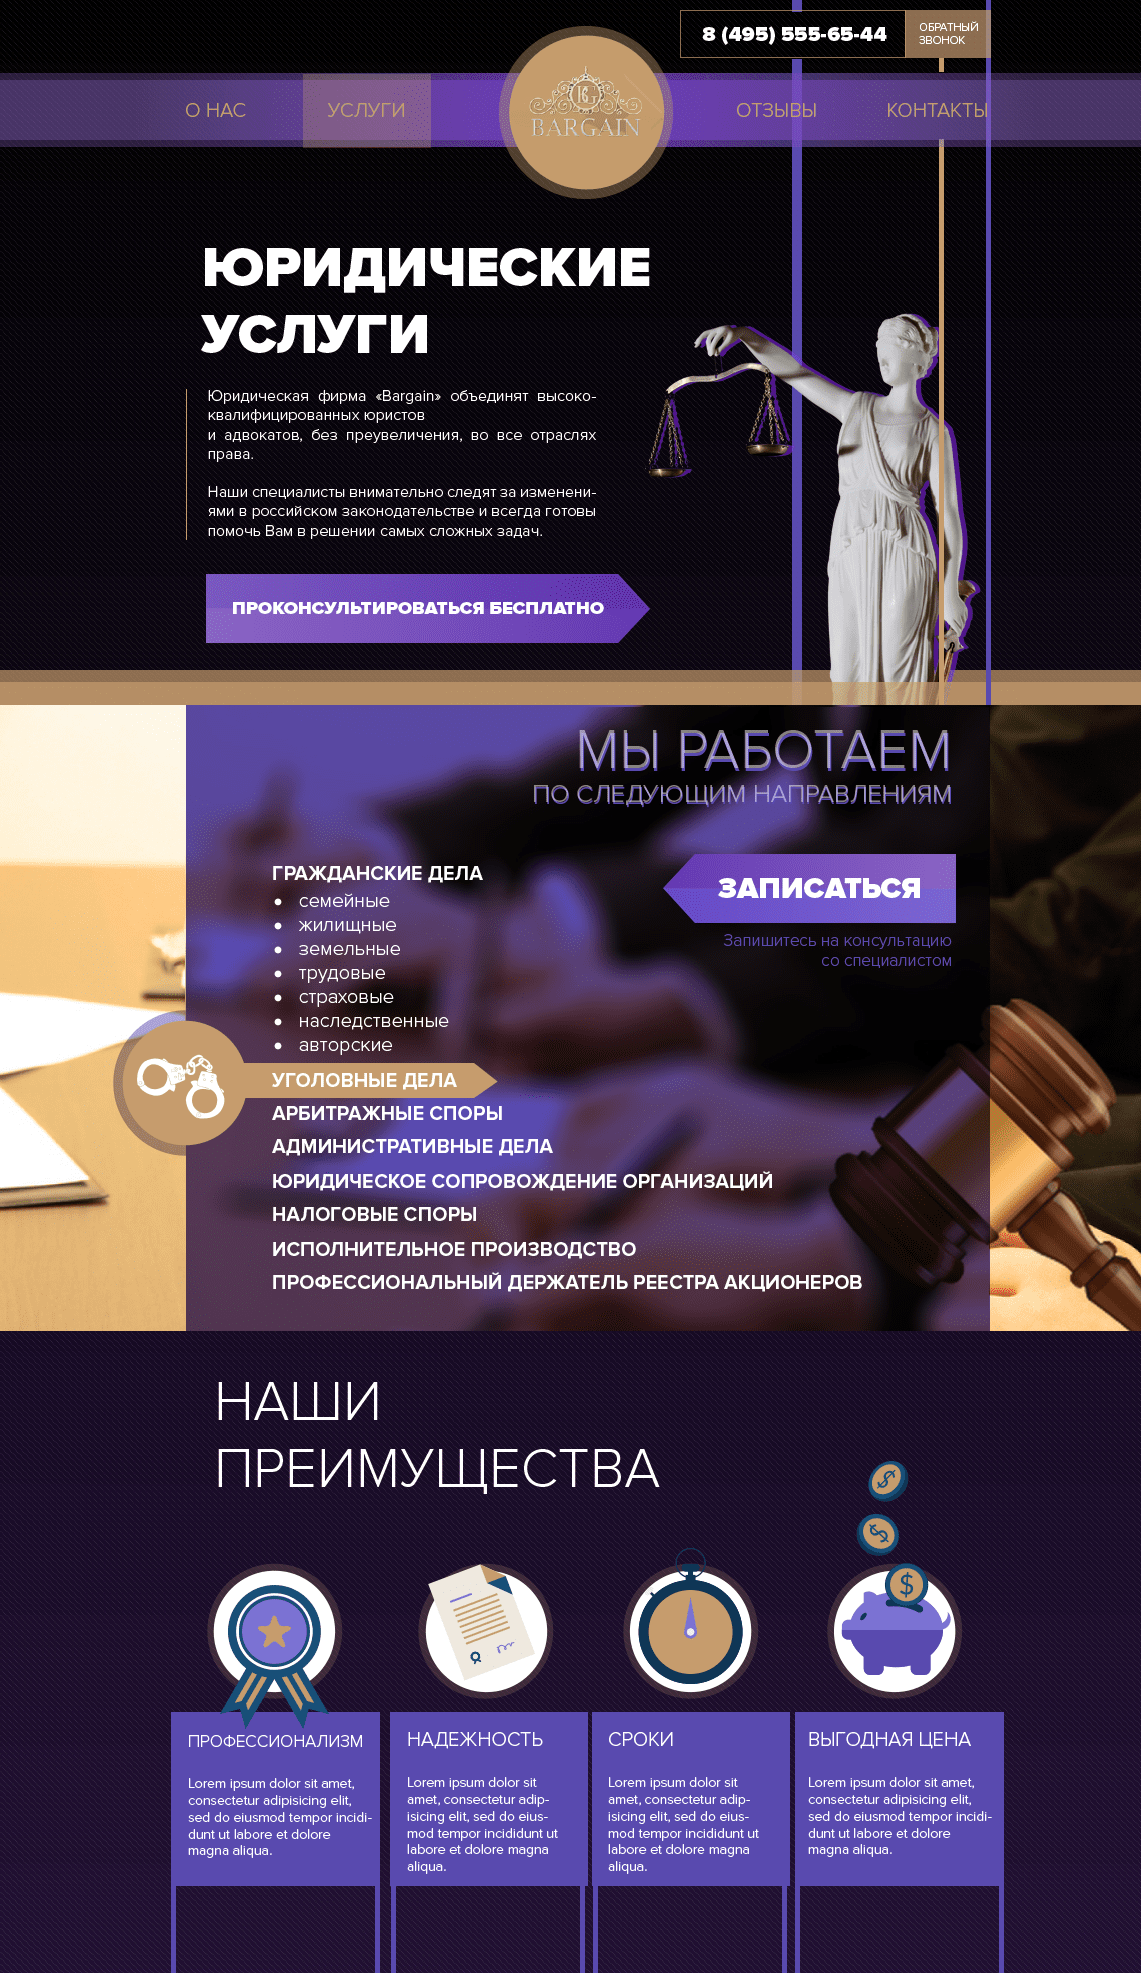 8 (495) 555-65-44
ОБРАТНЫЙ
ЗВОНОК
О НАС
УСЛУГИ
BG
BARGAIN
ОТЗЫВЫ
КОНТАКТЫ
ЮРИДИЧЕСКИЕ
УСЛУГИ
Юридическая фирма «Bargain» объединят высоко-
квалифицированных юристов
и адвокатов, без преувеличения, во все отраслях
права.
Наши специалисты внимательно следят за изменени-
ями в российском законодательстве и всегда готовы
помочь Вам в решении самых сложных задач.
ПРОКОНСУЛЬТИРОВАТЬСЯ БЕСПЛАТНО
МЫ РАБОТАЕМ
ПО СЛЕДУЮЩИМ НАПРАВЛЕНИЯМ
ЗАПИСАТЬСЯ
Запишитесь на консультацию
со специалистом
ГРАЖДАНСКИЕ ДЕЛА
• семейные
• жилищные
• земельные
• трудовые
• страховые
• наследственные
• авторские
УГОЛОВНЫЕ ДЕЛА
АРБИТРАЖНЫЕ СПОРЫ
АДМИНИСТРАТИВНЫЕ ДЕЛА
ЮРИДИЧЕСКОЕ СОПРОВОЖДЕНИЕ ОРГАНИЗАЦИЙ
НАЛОГОВЫЕ СПОРЫ
ИСПОЛНИТЕЛЬНОЕ ПРОИЗВОДСТВО
ПРОФЕССИОНАЛЬНЫЙ ДЕРЖАТЕЛЬ РЕЕСТРА АКЦИОНЕРОВ
НАШИ
ПРЕИМУЩЕСТВА
$
$
$
ПРОФЕССИОНАЛИЗМ
Lorem ipsum dolor sit amet,
consectetur adipisicing elit,
sed do eiusmod tempor incidi-
dunt ut labore et dolore
magna aliqua.
НАДЕЖНОСТЬ
Lorem ipsum dolor sit
amet, consectetur adip-
isicing elit, sed do eius-
mod tempor incididunt ut
labore et dolore magna
aliqua.
СРОКИ
Lorem ipsum dolor sit
amet, consectetur adip-
isicing elit, sed do eius-
mod tempor incididunt ut
labore et dolore magna
aliqua.
ВЫГОДНАЯ ЦЕНА
Lorem ipsum dolor sit amet,
consectetur adipisicing elit,
sed do eiusmod tempor incidi-
dunt ut labore et dolore
magna aliqua.